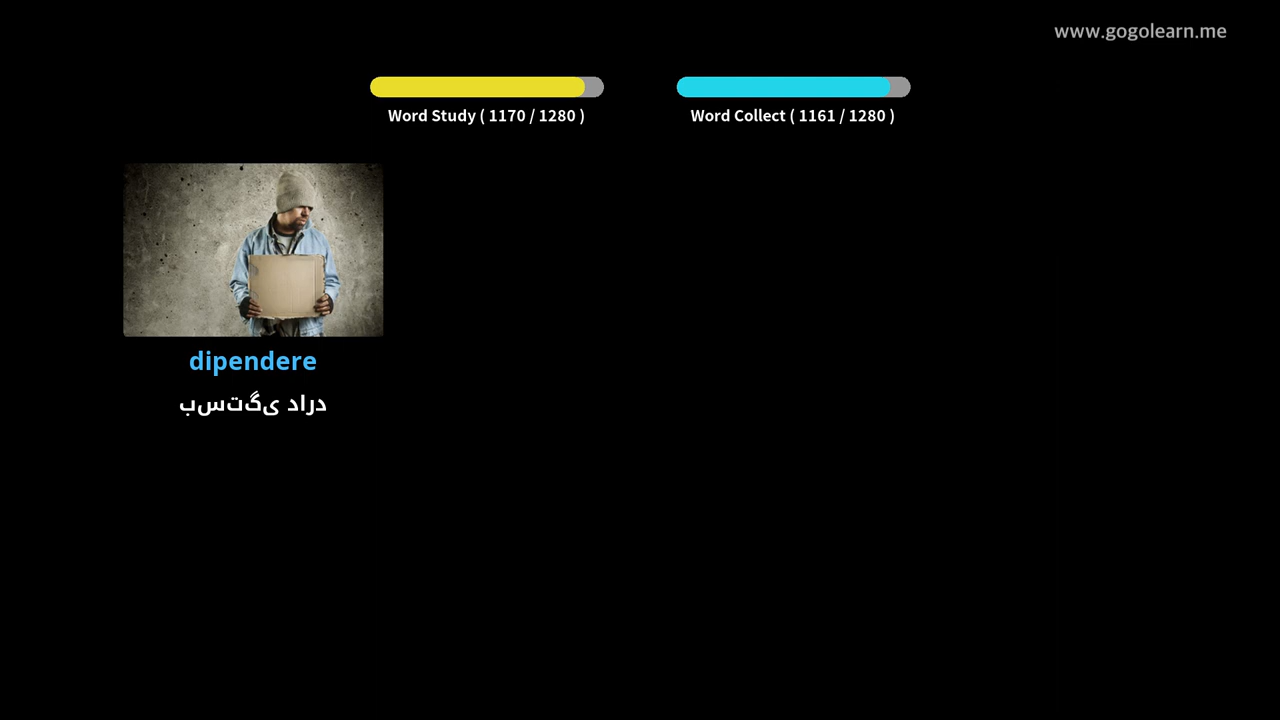 www.gogolearn.me
Word Study ( 1170 / 1280 )
Word Collect ( 1161 / 1280 )
dipendere
دراد یگتسب